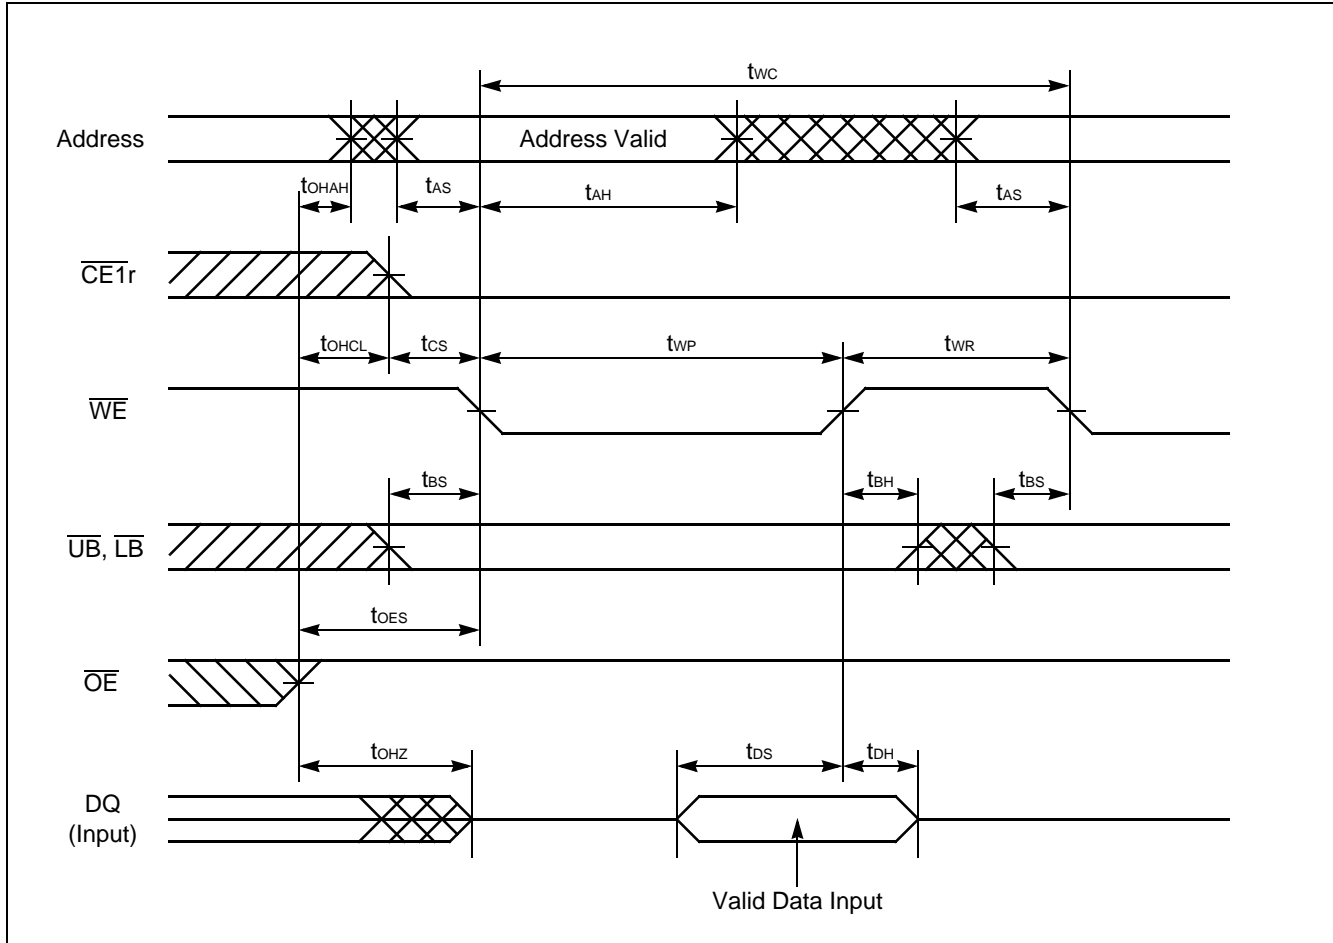 tWC
Address
Address Valid
tOHAH
tAS
tAH
tAS
CE1r
tOHCL
tCS
tWP
tWR
WE
tBS
tBH
tBS
UB, LB
tOES
OE
tOHZ
tDS
tDH
DQ
(Input)
Valid Data Input